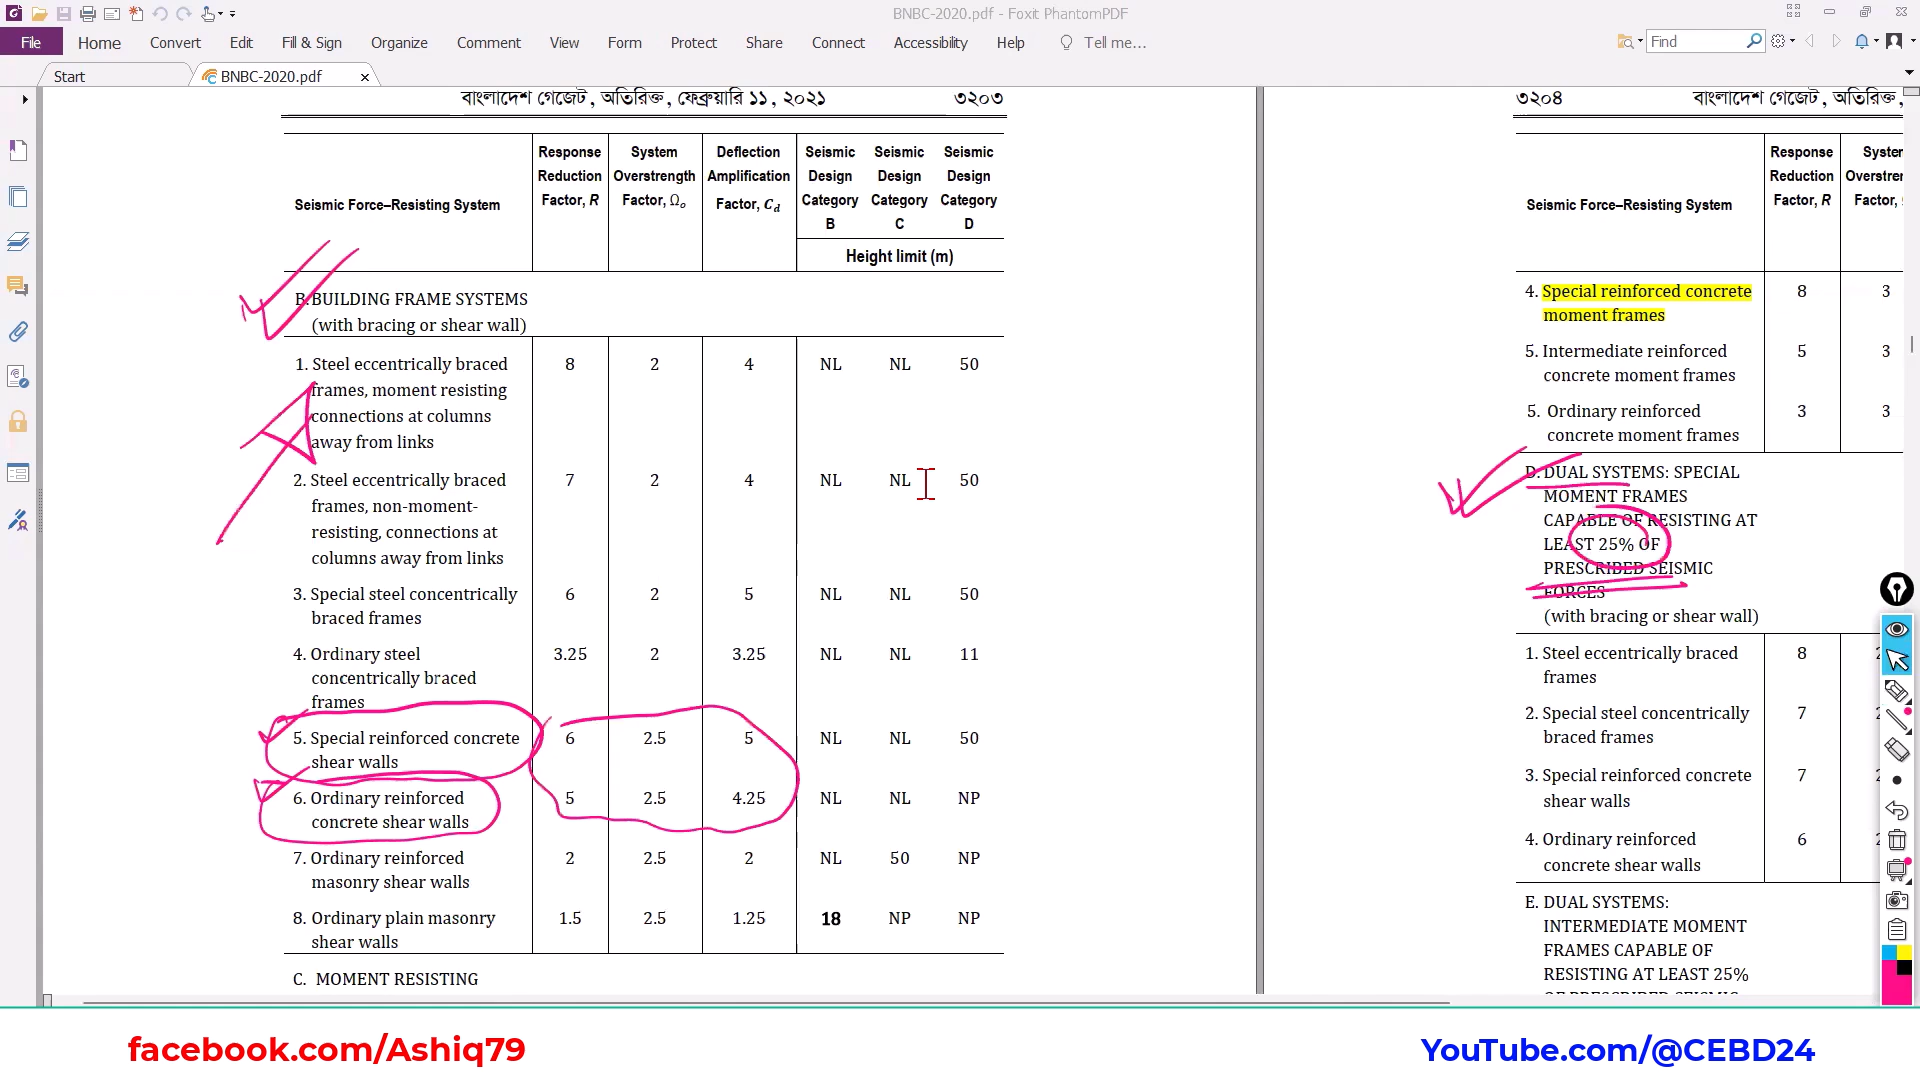 BNBC-2020.pdf - Foxit PhantomPDF
File Home Convert Edit Fill & Sign Organize Comment View Form Protect Share Connect Accessibility Help Tell me... Find
Start BNBC-2020.pdf
বাংলাদেশ গেজেট, অতিরিক্ত, ফেব্রুয়ারি ১১, ২০২১ ৩২০৩
Seismic Force–Resisting System
Response Reduction Factor, R
System Overstrength Factor, Ωo
Deflection Amplification Factor, Cd
Seismic Design Category B
Seismic Design Category C
Seismic Design Category D
Height limit (m)
B. BUILDING FRAME SYSTEMS
(with bracing or shear wall)
1. Steel eccentrically braced 8 2 4 NL NL 50
frames, moment resisting
connections at columns
away from links
2. Steel eccentrically braced 7 2 4 NL NL 50
frames, non-moment-
resisting, connections at
columns away from links
3. Special steel concentrically 6 2 5 NL NL 50
braced frames
4. Ordinary steel 3.25 2 3.25 NL NL 11
concentrically braced
frames
5. Special reinforced concrete 6 2.5 5 NL NL 50
shear walls
6. Ordinary reinforced 5 2.5 4.25 NL NL NP
concrete shear walls
7. Ordinary reinforced 2 2.5 2 NL 50 NP
masonry shear walls
8. Ordinary plain masonry 1.5 2.5 1.25 18 NP NP
shear walls
C. MOMENT RESISTING
৩২০৪ বাংলাদেশ গেজেট, অতিরিক্ত,
Seismic Force–Resisting System
Response Reduction Factor, R
System
Factor,
4. Special reinforced concrete 8 3
moment frames
5. Intermediate reinforced 5 3
concrete moment frames
5. Ordinary reinforced 3 3
concrete moment frames
D. DUAL SYSTEMS: SPECIAL
MOMENT FRAMES
CAPABLE OF RESISTING AT
LEAST 25% OF
PRESCRIBED SEISMIC
FORCES
(with bracing or shear wall)
1. Steel eccentrically braced 8
frames
2. Special steel concentrically 7
braced frames
3. Special reinforced concrete 7
shear walls
4. Ordinary reinforced 6
concrete shear walls
E. DUAL SYSTEMS:
INTERMEDIATE MOMENT
FRAMES CAPABLE OF
RESISTING AT LEAST 25%
facebook.com/Ashiq79
YouTube.com/@CEBD24